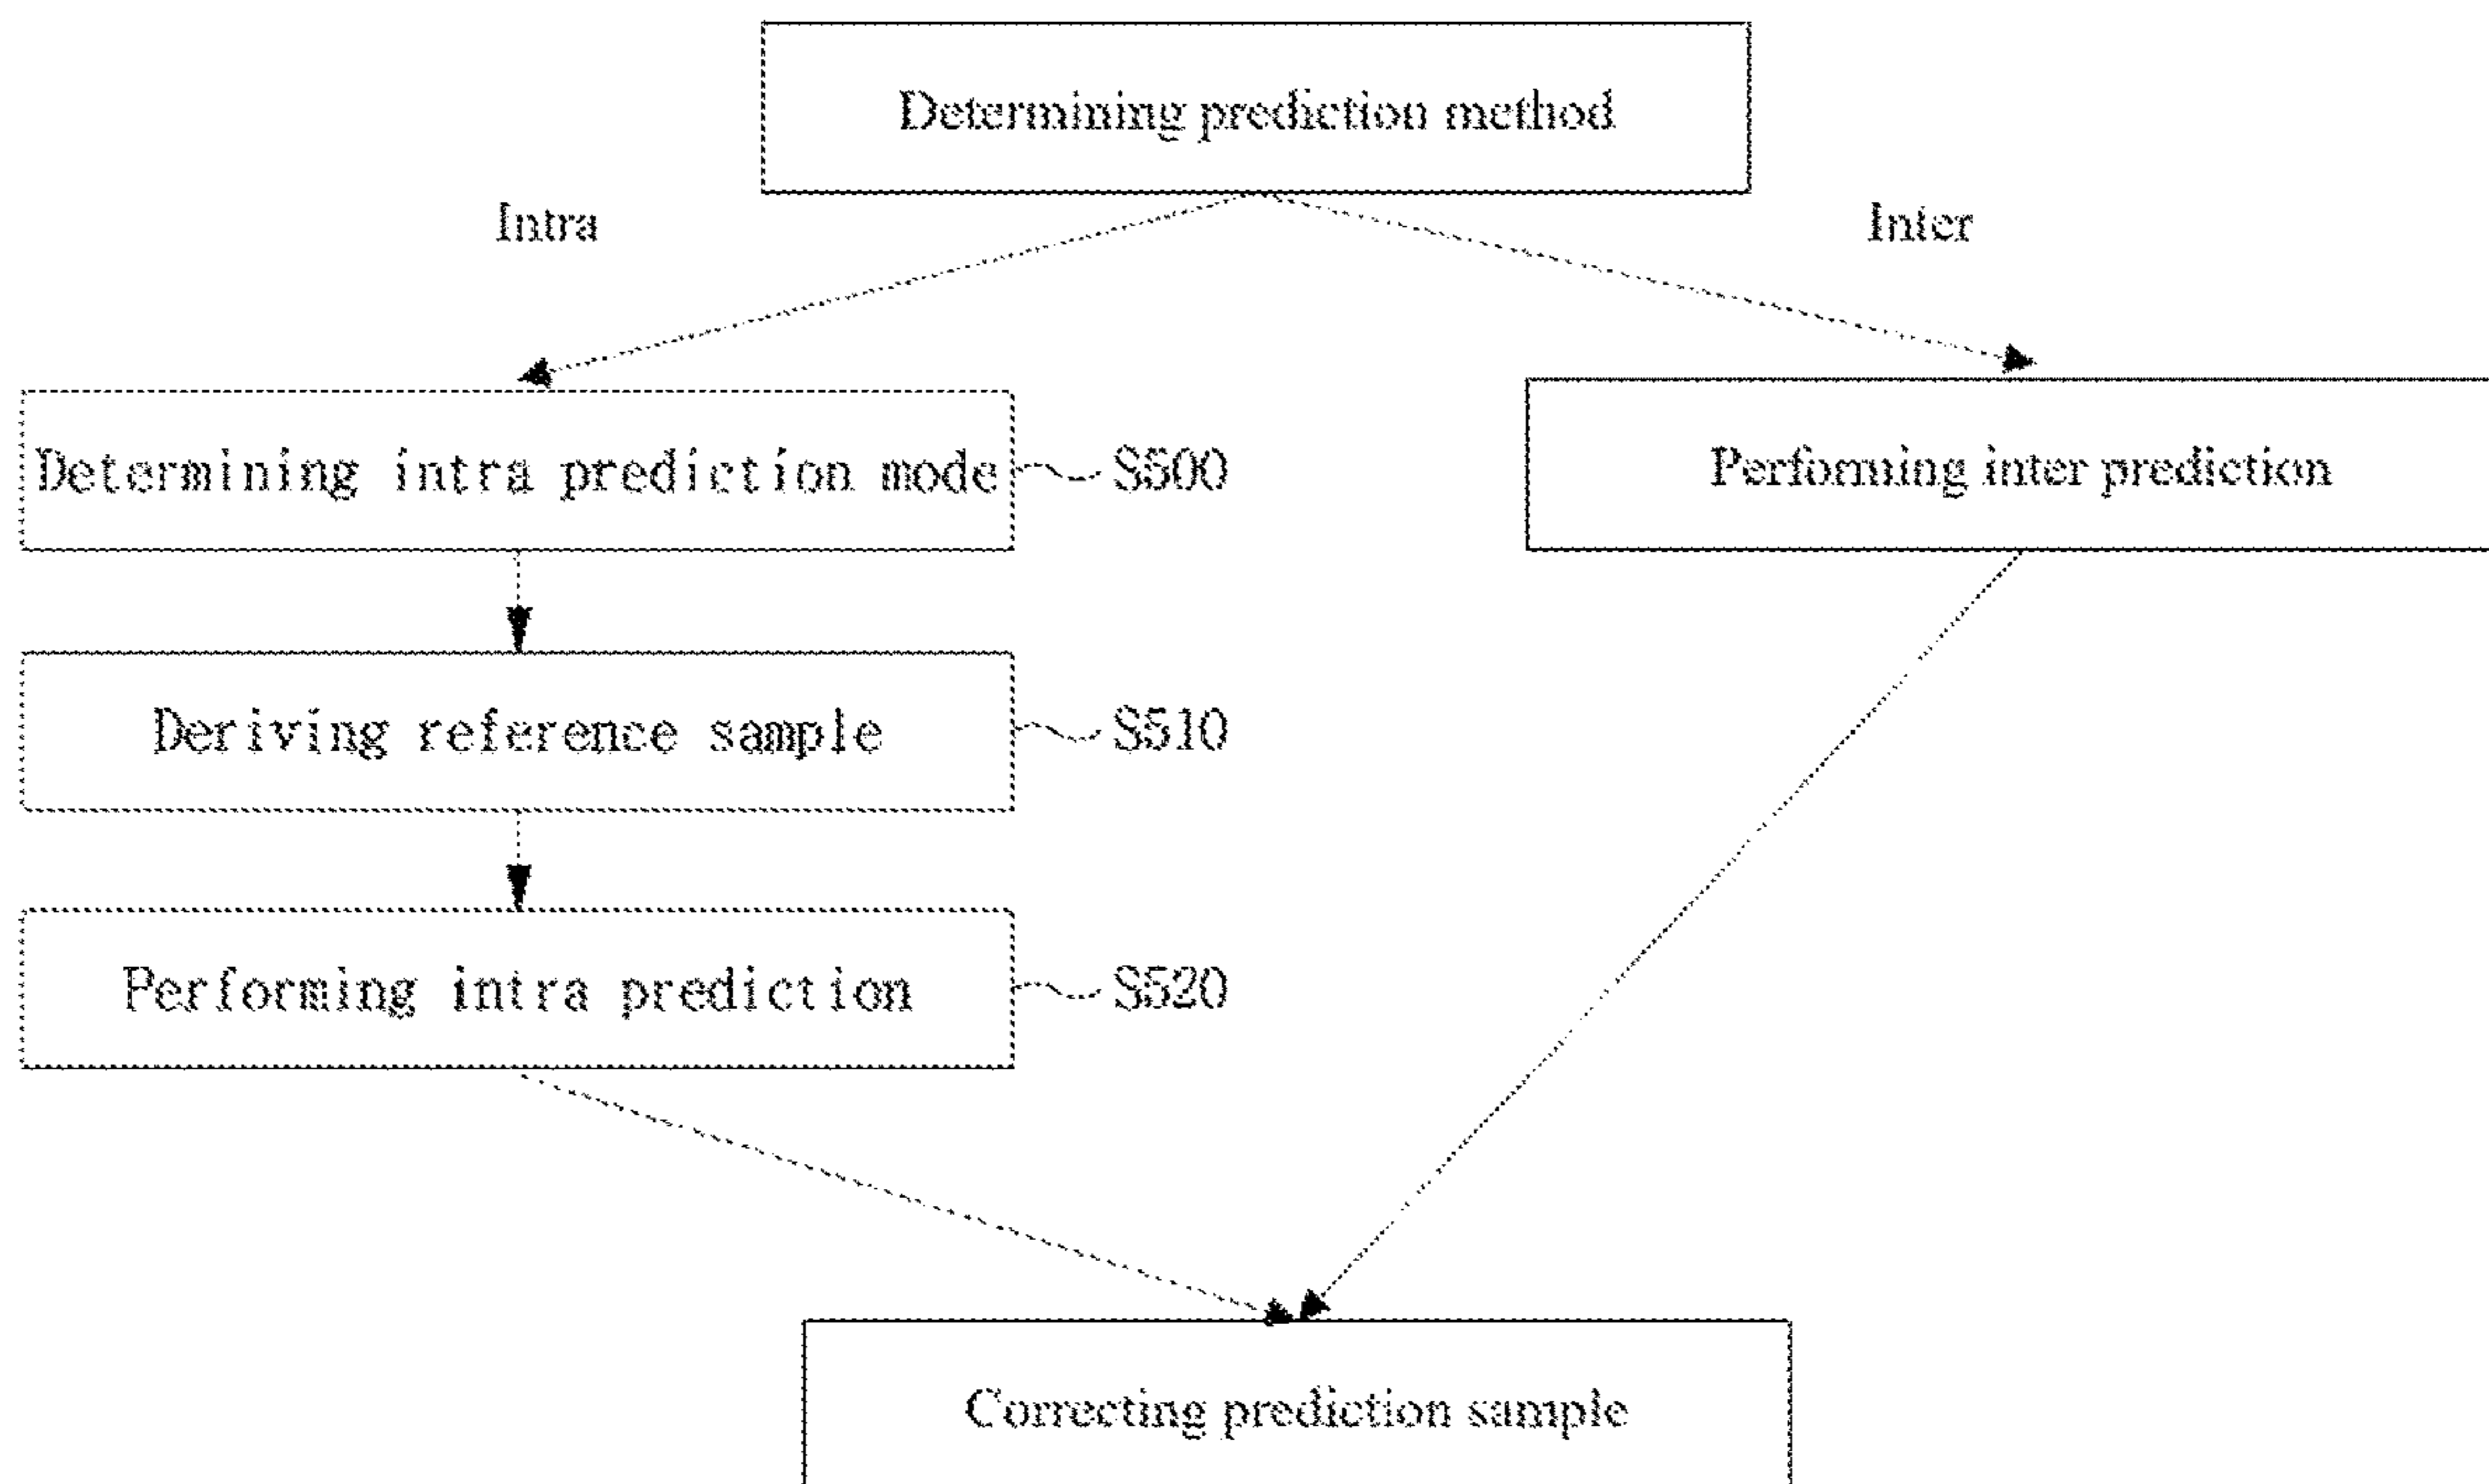 Determining prediction method
Intra
Inter
Determining intra prediction mode
S500
Performing inter prediction
Deriving reference sample
S510
Performing intra prediction
S520
Correcting prediction sample